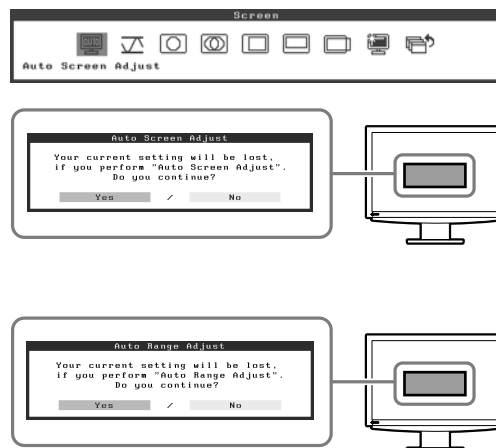 Screen
AUTO
Auto Screen Adjust
Auto Screen Adjust
Your current setting will be lost,
if you perform "Auto Screen Adjust".
Do you continue?
Yes / No
Auto Range Adjust
Your current setting will be lost,
if you perform "Auto Range Adjust".
Do you continue?
Yes / No